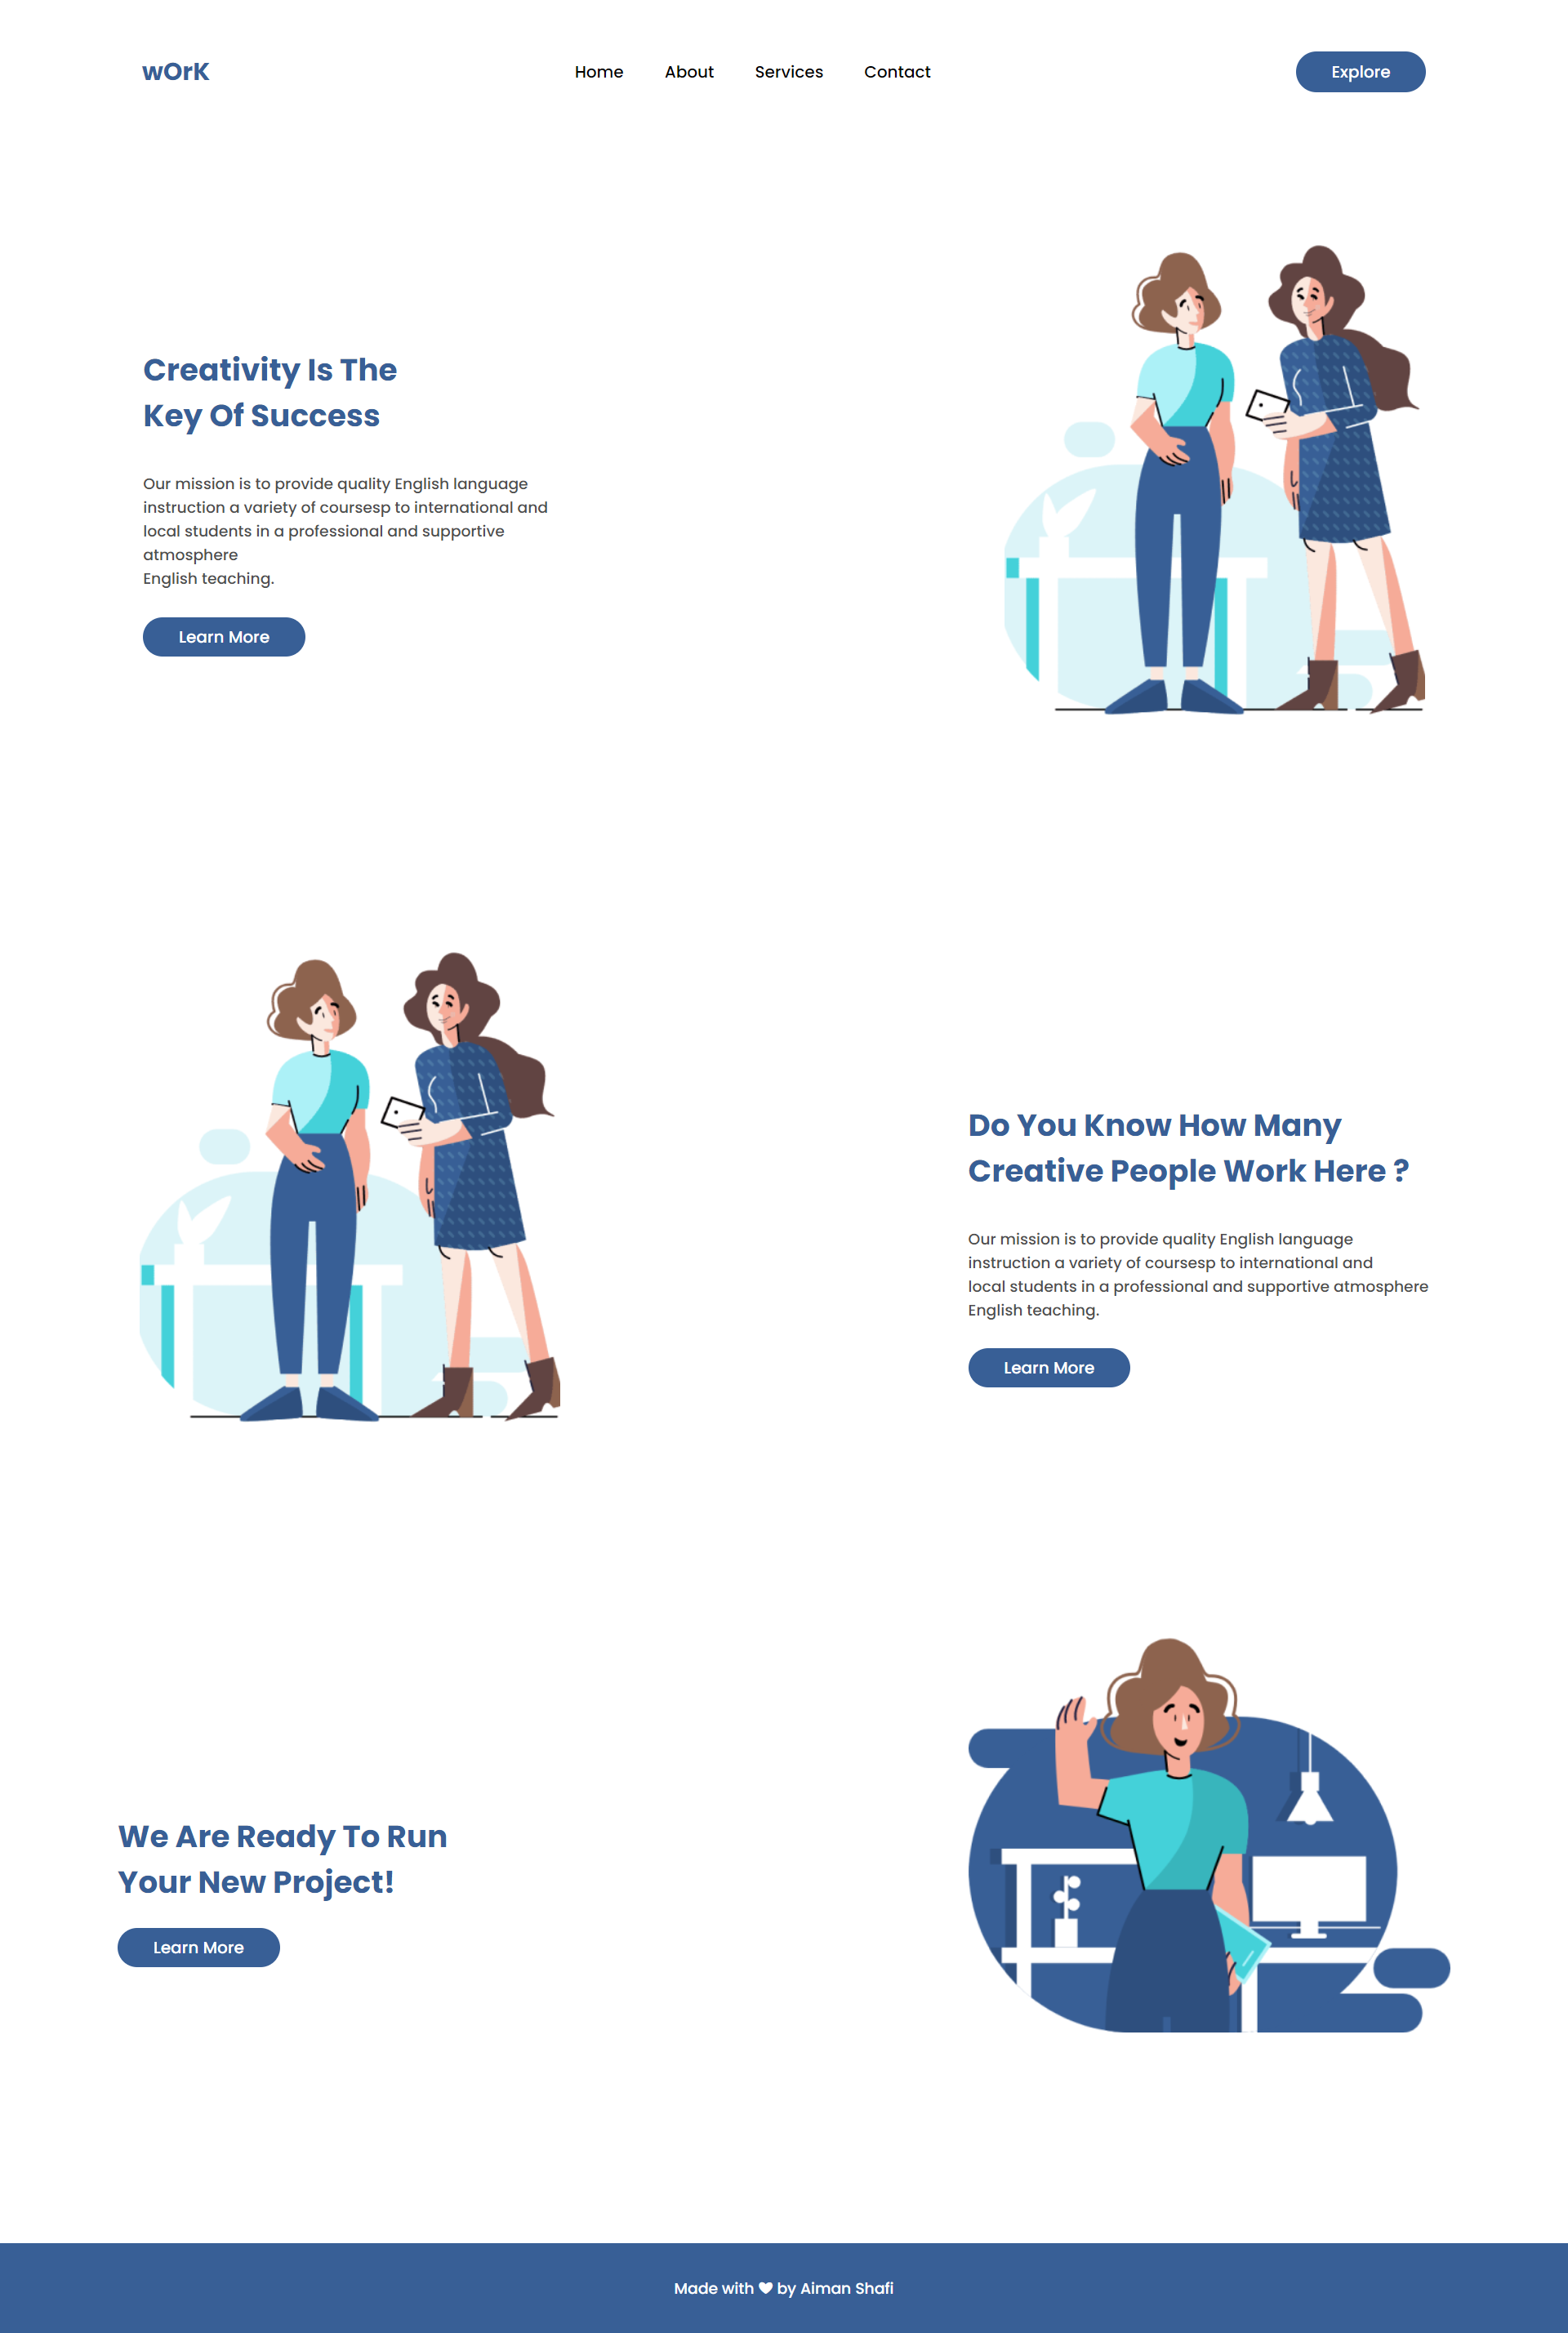 wOrK
Home About Services Contact
Explore
Creativity Is The
Key Of Success
Our mission is to provide quality English language
instruction a variety of coursesp to international and
local students in a professional and supportive
atmosphere
English teaching.
Learn More
Do You Know How Many
Creative People Work Here ?
Our mission is to provide quality English language
instruction a variety of coursesp to international and
local students in a professional and supportive atmosphere
English teaching.
Learn More
We Are Ready To Run
Your New Project!
Learn More
Made with ♥ by Aiman Shafi